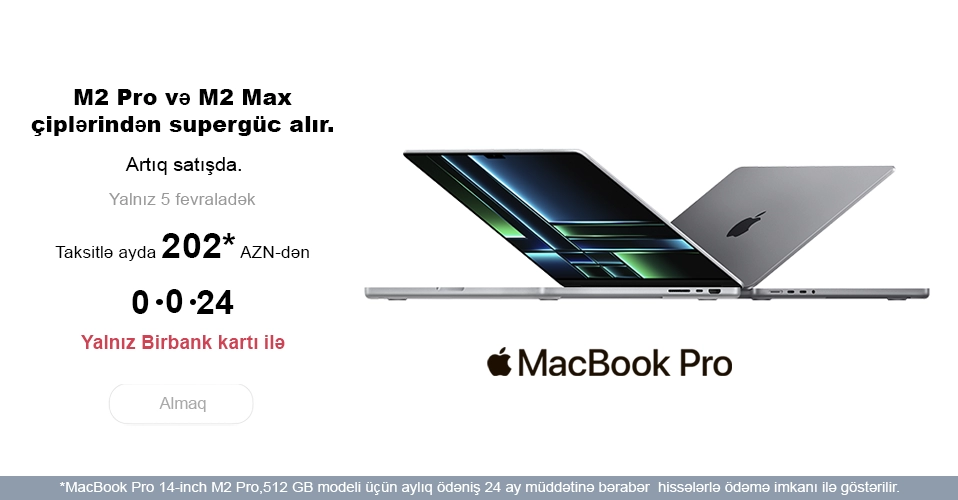 M2 Pro və M2 Max
çiplərindən supergüc alır.
Artıq satışda.
Yalnız 5 fevraladək
Taksitlə ayda 202* AZN-dən
0·0·24
Yalnız Birbank kartı ilə
Almaq
MacBook Pro
*MacBook Pro 14-inch M2 Pro,512 GB modeli üçün aylıq ödəniş 24 ay müddətinə bərabər hissələrlə ödəmə imkanı ilə göstərilir.